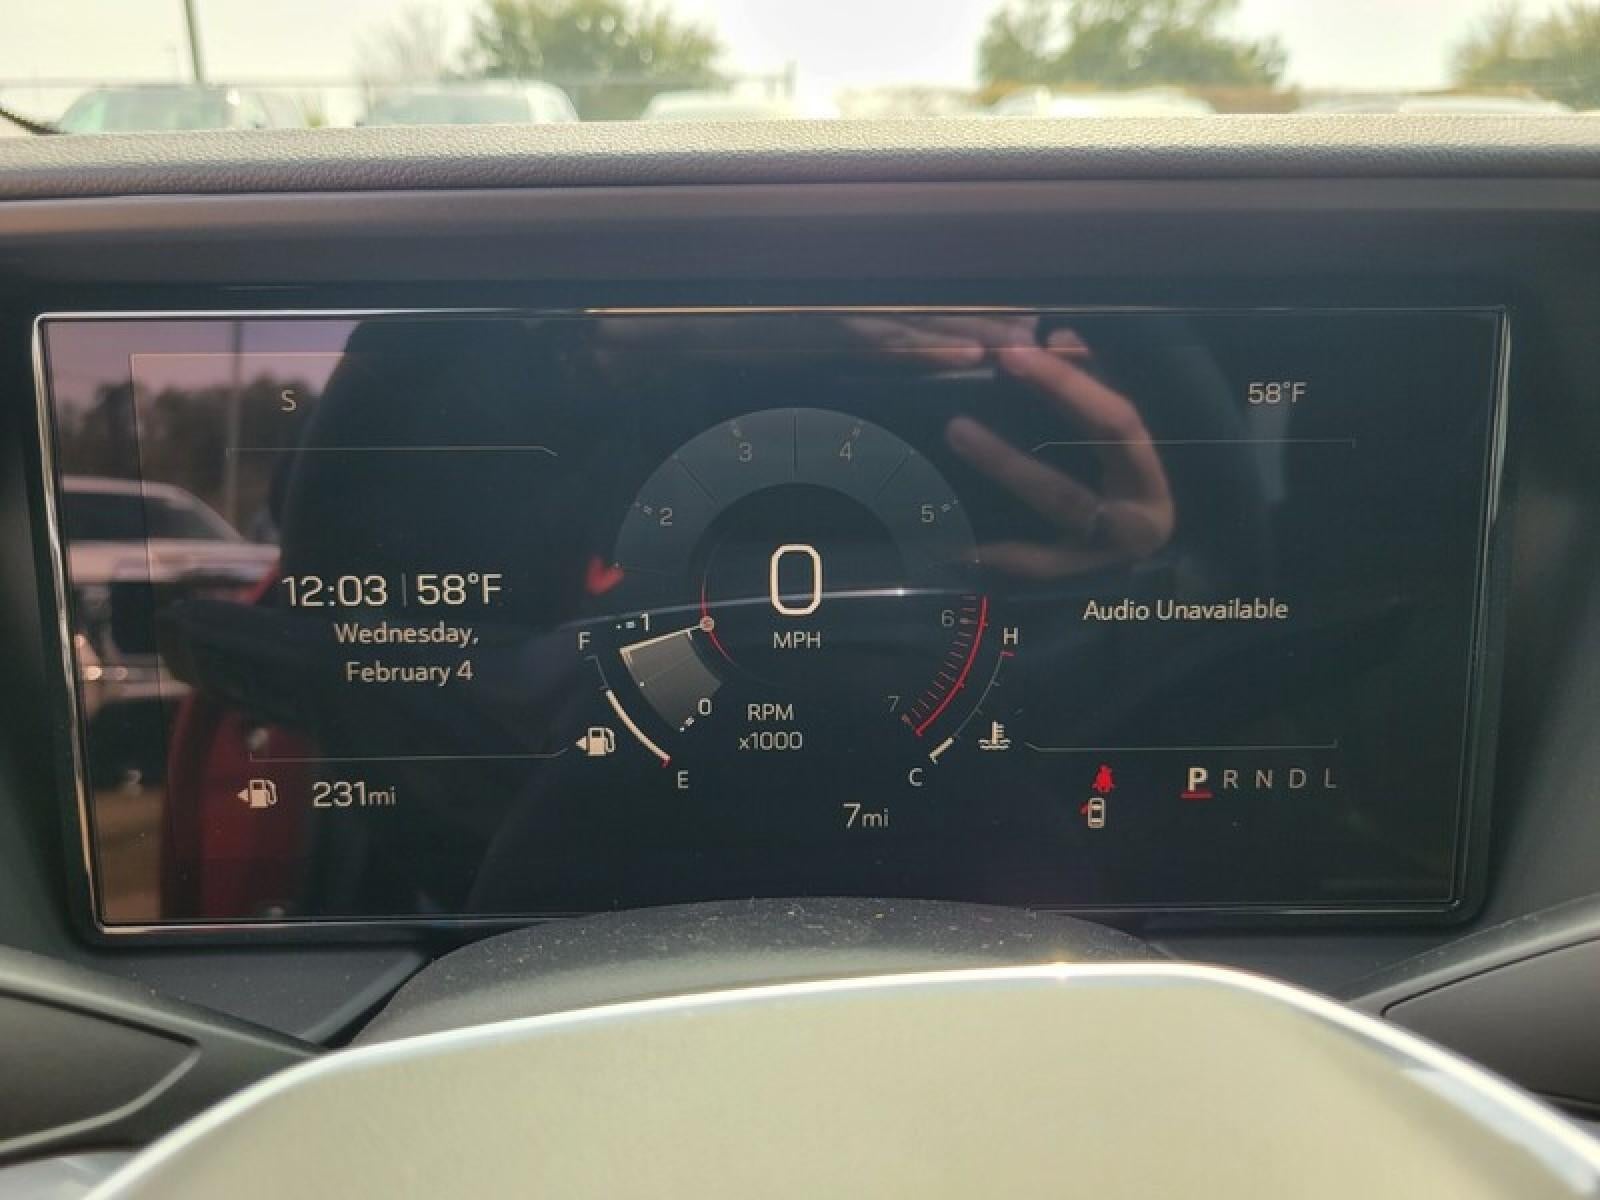 S
58°F
3
4
2
5
12:03 | 58°F
0
Audio Unavailable
Wednesday,
February 4
F
1
MPH
6
H
0
RPM
x1000
7
E
C
231mi
7mi
P R N D L